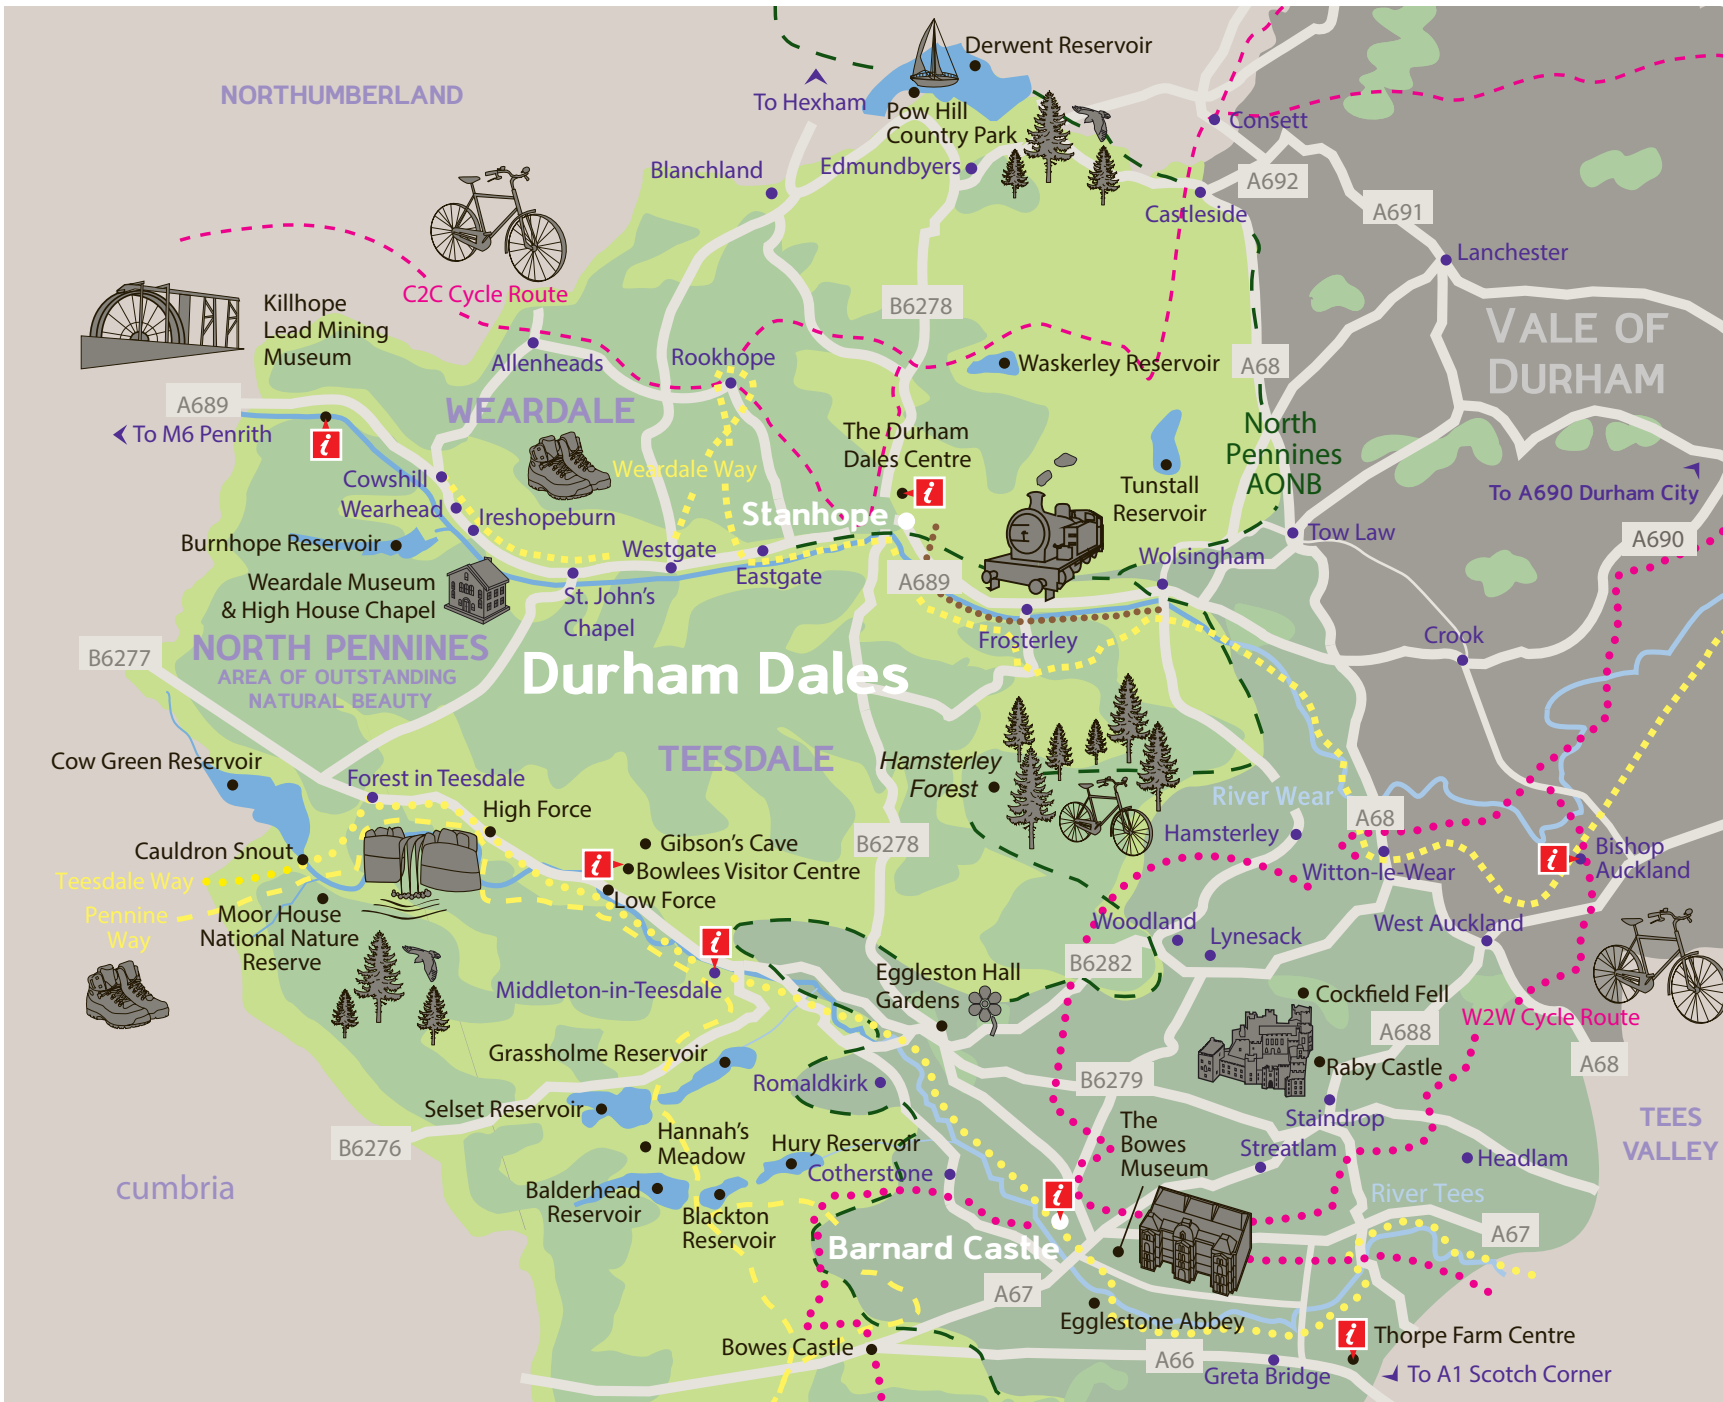 Derwent Reservoir
NORTHUMBERLAND
To Hexham
Pow Hill
Country Park
Consett
Blanchland
Edmundbyers
A692
Castleside
A691
Lanchester
C2C Cycle Route
Killhope
Lead Mining
Museum
B6278
VALE OF
DURHAM
Allenheads
Rookhope
Waskerley Reservoir
A68
A689
To M6 Penrith
WEARDALE
The Durham
Dales Centre
North
Pennines
AONB
Weardale Way
Cowshill
Wearhead
Ireshopeburn
Stanhope
Tunstall
Reservoir
To A690 Durham City
Burnhope Reservoir
Westgate
Eastgate
Wolsingham
Tow Law
A690
Weardale Museum
& High House Chapel
St. John's
Chapel
A689
Frosterley
Crook
B6277
NORTH PENNINES
AREA OF OUTSTANDING
NATURAL BEAUTY
Durham Dales
TEESDALE
Hamsterley
Forest
Cow Green Reservoir
Forest in Teesdale
High Force
River Wear
A68
Hamsterley
B6278
Gibson's Cave
Bowlees Visitor Centre
Low Force
Cauldron Snout
Teesdale Way
Pennine
Way
Moor House
National Nature
Reserve
Witton-le-Wear
Bishop
Auckland
Woodland
Lynesack
West Auckland
B6282
Middleton-in-Teesdale
Eggleston Hall
Gardens
Cockfield Fell
W2W Cycle Route
A688
A68
Grassholme Reservoir
Raby Castle
Romaldkirk
B6279
Selset Reservoir
Staindrop
The
Bowes
Museum
Streatlam
TEES
VALLEY
B6276
Hannah's
Meadow
Hury Reservoir
Cotherstone
Headlam
cumbria
Balderhead
Reservoir
Blackton
Reservoir
River Tees
A67
Barnard Castle
A67
Egglestone Abbey
Thorpe Farm Centre
Bowes Castle
A66
Greta Bridge
To A1 Scotch Corner
i
i
i
i
i
i
i